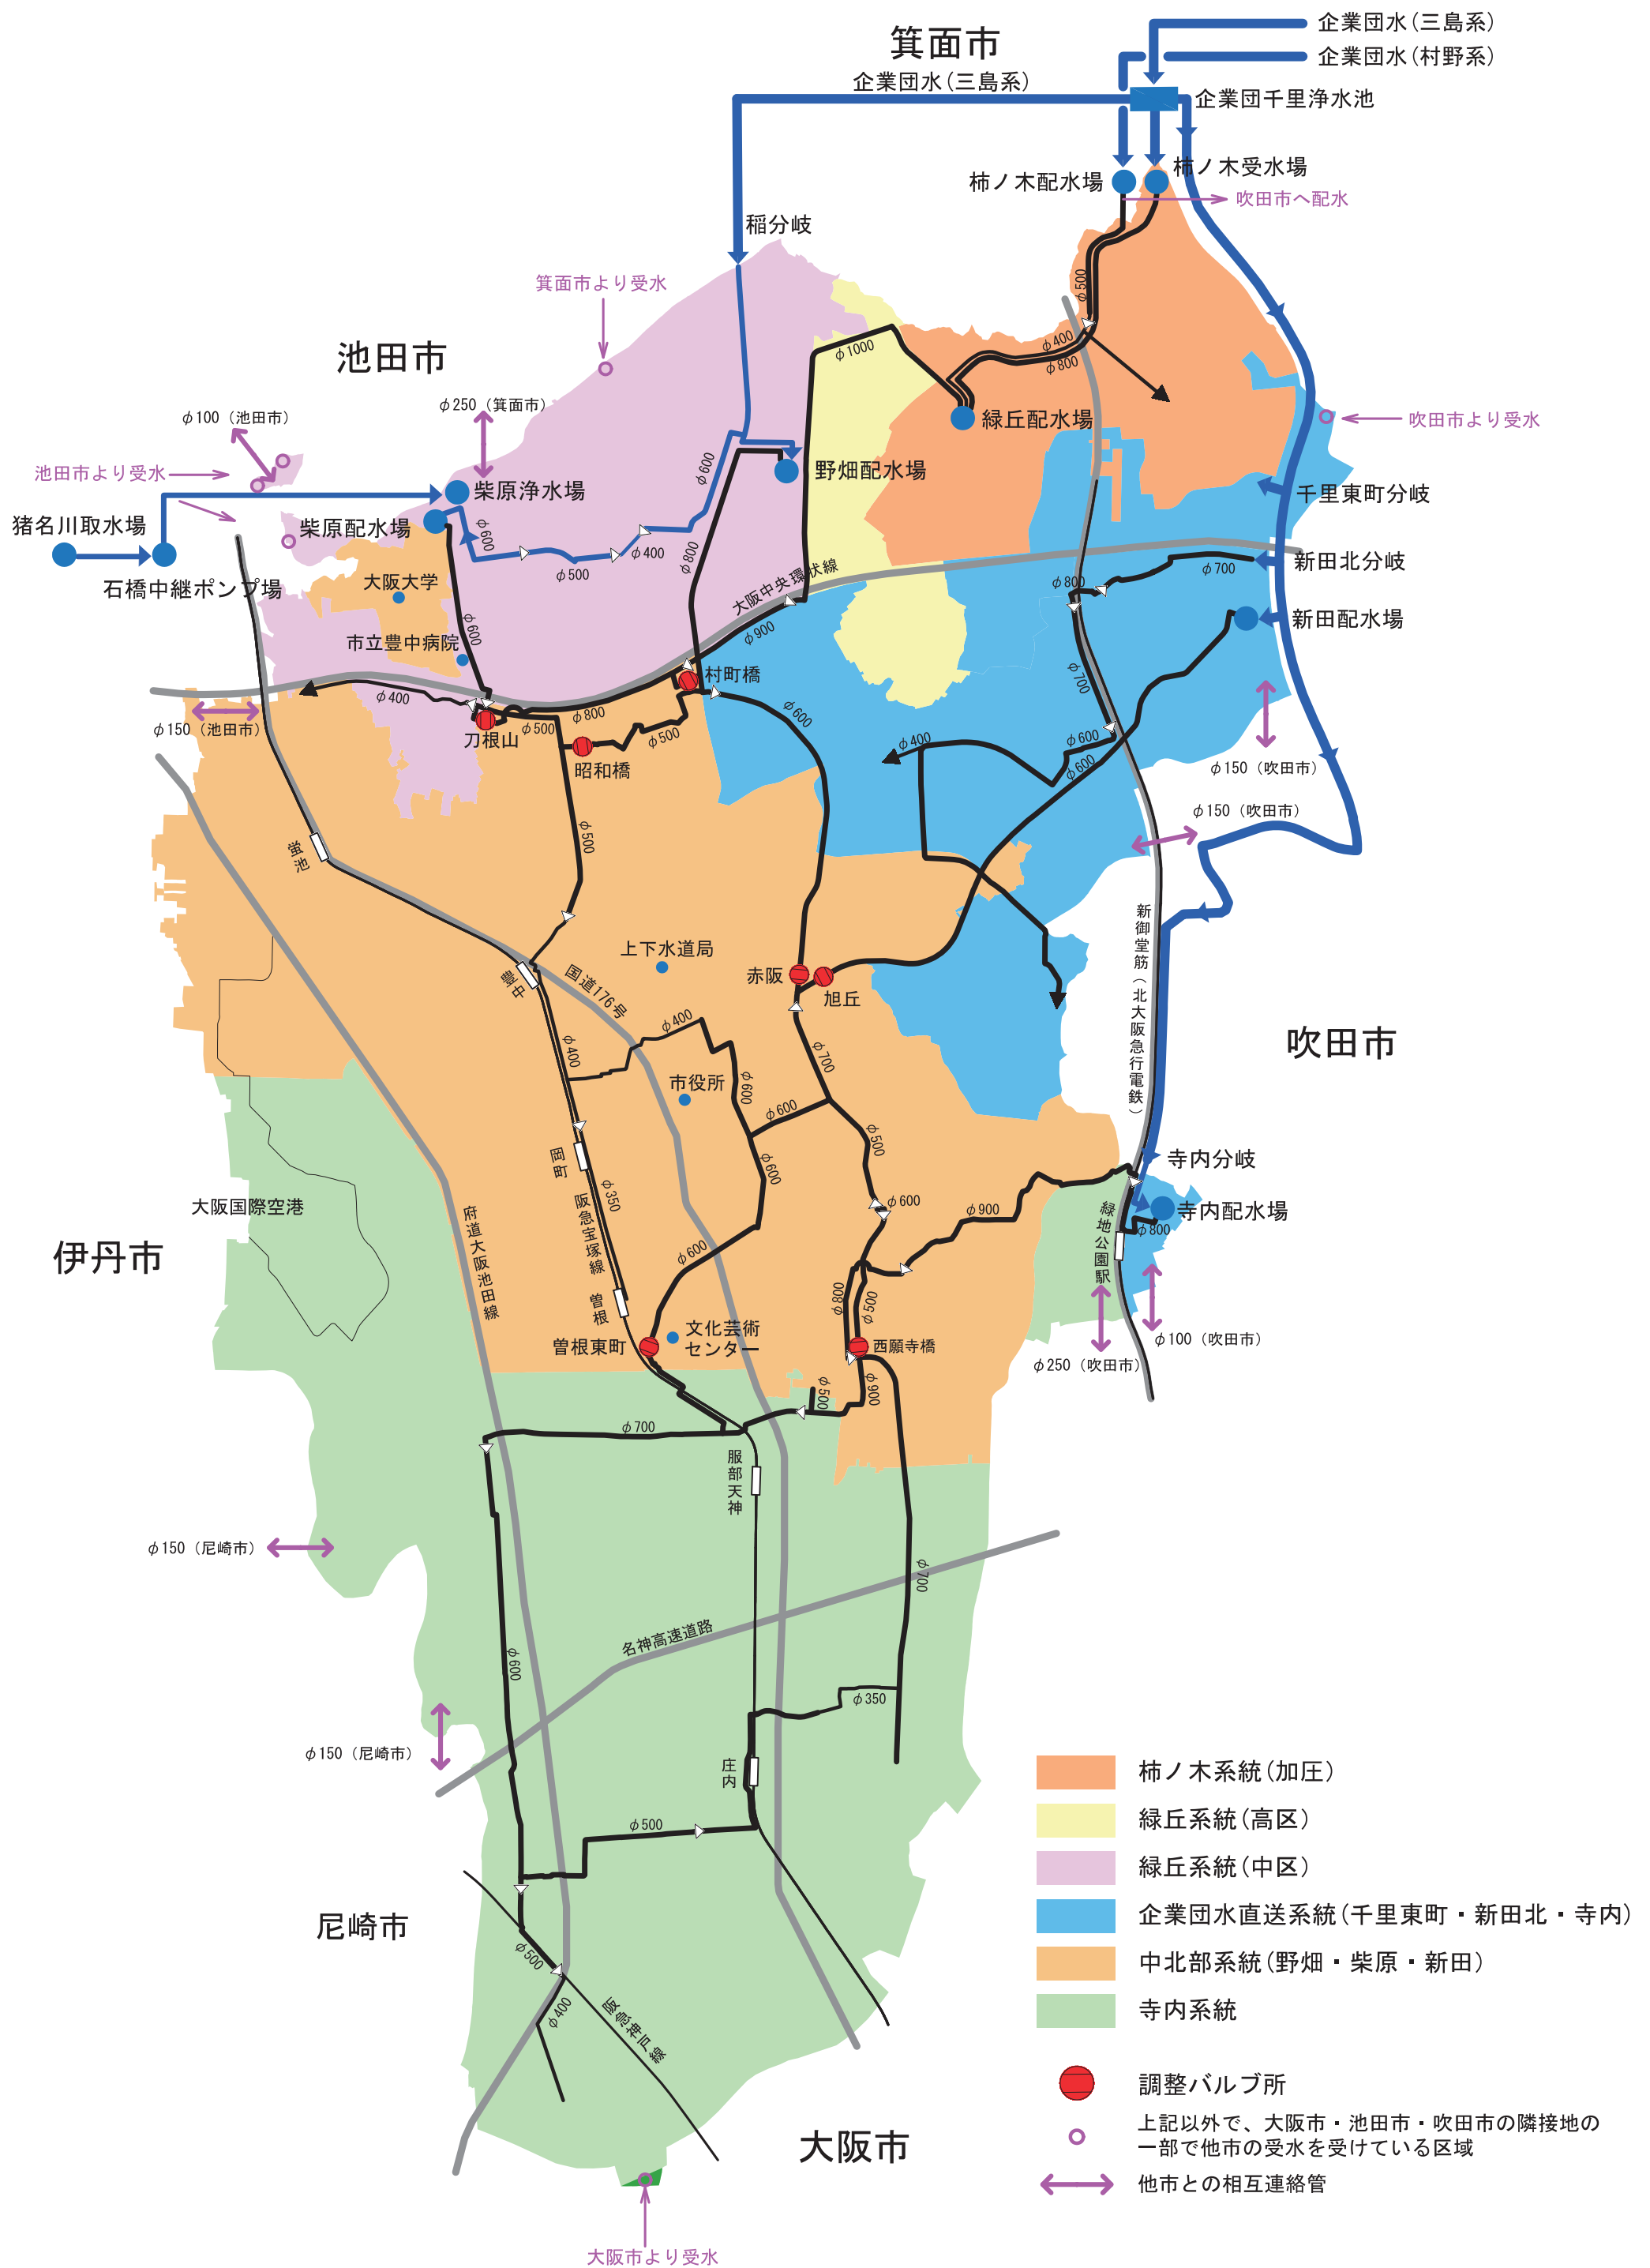 企業団水(三島系)
企業団水(村野系)
箕面市
企業団水(三島系)
企業団千里浄水池
柿ノ木配水場
柿ノ木受水場
吹田市へ配水
稲分岐
箕面市より受水
φ500
池田市
φ1000
φ400
φ800
φ250（箕面市）
φ100（池田市）
緑丘配水場
吹田市より受水
池田市より受水
φ600
野畑配水場
柴原浄水場
千里東町分岐
猪名川取水場
柴原配水場
φ600
φ400
φ800
φ500
石橋中継ポンプ場
大阪大学
大阪中央環状線
φ800
φ700
新田北分岐
新田配水場
市立豊中病院
φ600
φ900
村町橋
φ700
φ400
φ150（池田市）
φ800
φ500
刀根山
φ500
昭和橋
φ600
φ400
φ600
φ600
φ150（吹田市）
φ150（吹田市）
蛍池
φ500
新御堂筋（北大阪急行電鉄）
上下水道局
豊中
国道176号
赤阪
旭丘
φ400
φ400
φ700
吹田市
市役所
φ600
φ600
φ500
岡町
φ600
寺内分岐
大阪国際空港
φ350
阪急宝塚線
φ600
φ900
寺内配水場
φ800
緑地公園駅
府道大阪池田線
伊丹市
φ600
φ800
φ500
曽根
曽根東町
文化芸術
センター
西願寺橋
φ100（吹田市）
φ250（吹田市）
φ500
φ900
φ700
服部天神
φ150（尼崎市）
φ700
名神高速道路
φ600
φ350
φ150（尼崎市）
庄内
φ500
尼崎市
φ500
φ400
阪急神戸線
柿ノ木系統(加圧)
緑丘系統(高区)
緑丘系統(中区)
企業団水直送系統(千里東町・新田北・寺内)
中北部系統(野畑・柴原・新田)
寺内系統
調整バルブ所
上記以外で、大阪市・池田市・吹田市の隣接地の
一部で他市の受水を受けている区域
他市との相互連絡管
大阪市
大阪市より受水